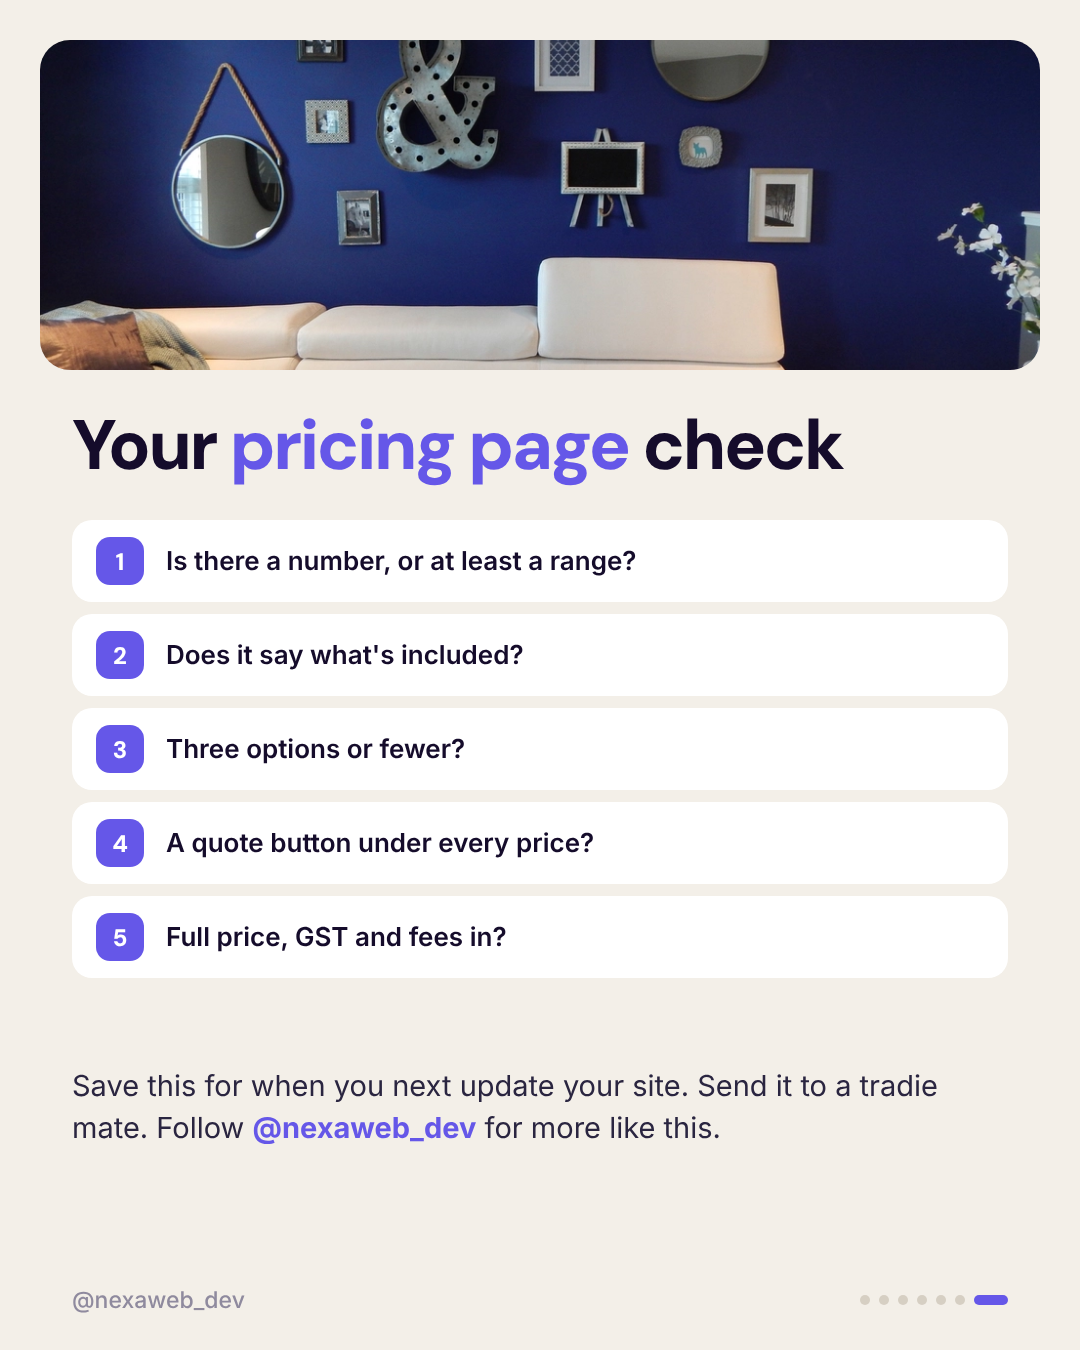 &
Your pricing page check
1 Is there a number, or at least a range?
2 Does it say what's included?
3 Three options or fewer?
4 A quote button under every price?
5 Full price, GST and fees in?
Save this for when you next update your site. Send it to a tradie
mate. Follow @nexaweb_dev for more like this.
@nexaweb_dev